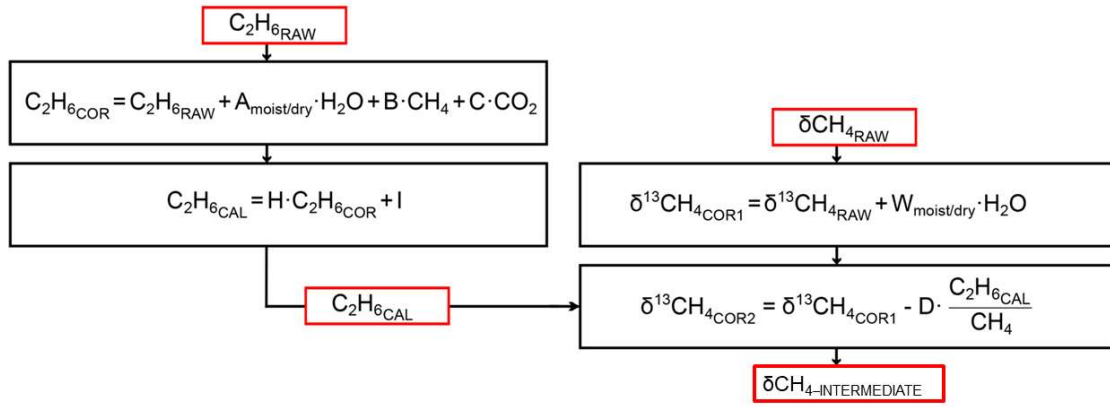 C₂H₆RAW
C₂H₆COR = C₂H₆RAW + Amoist/dry·H₂O + B·CH₄ + C·CO₂
C₂H₆CAL = H·C₂H₆COR + I
C₂H₆CAL
δCH₄RAW
δ¹³CH₄COR1 = δ¹³CH₄RAW + Wmoist/dry·H₂O
δ¹³CH₄COR2 = δ¹³CH₄COR1 - D· C₂H₆CAL
CH₄
δCH₄–INTERMEDIATE